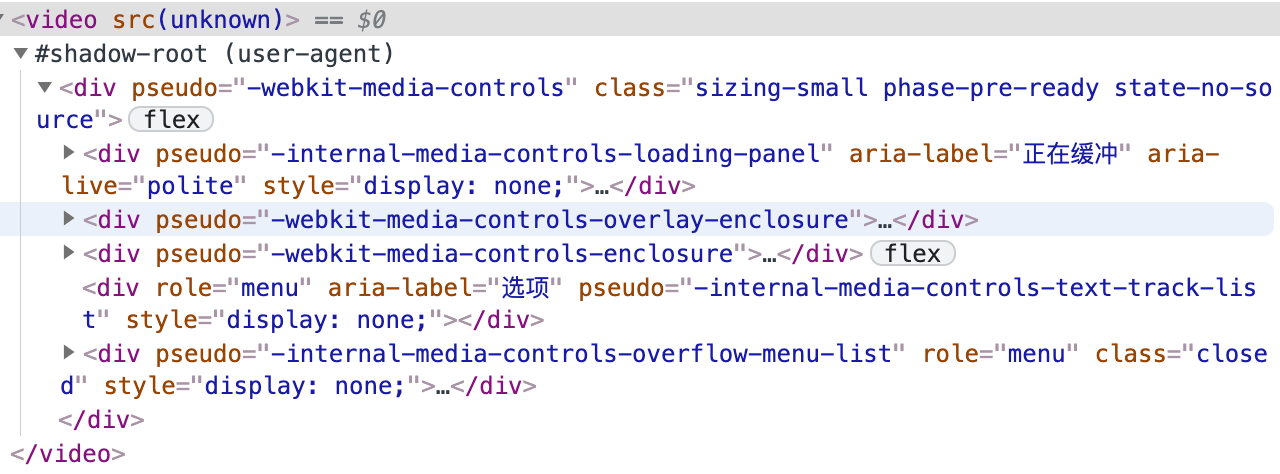 <video src(unknown)> == $0
#shadow-root (user-agent)
<div pseudo="-webkit-media-controls" class="sizing-small phase-pre-ready state-no-so
urce"> flex
<div pseudo="-internal-media-controls-loading-panel" aria-label="正在缓冲" aria-
live="polite" style="display: none;">…</div>
<div pseudo="-webkit-media-controls-overlay-enclosure">…</div>
<div pseudo="-webkit-media-controls-enclosure">…</div> flex
<div role="menu" aria-label="选项" pseudo="-internal-media-controls-text-track-lis
t" style="display: none;"></div>
<div pseudo="-internal-media-controls-overflow-menu-list" role="menu" class="close
d" style="display: none;">…</div>
</div>
</video>